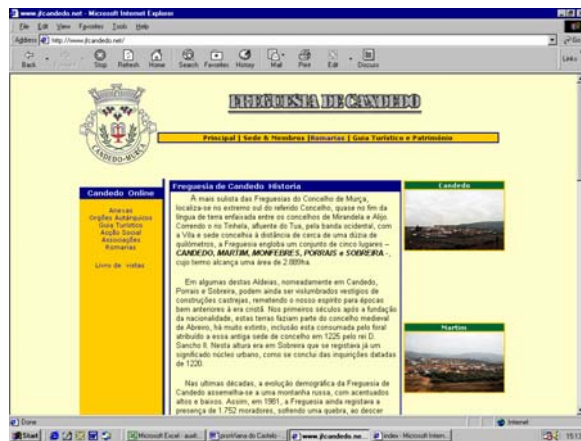 www.jfcandedo.net - Microsoft Internet Explorer
File Edit View Favorites Tools Help
Address http://www.jfcandedo.net/ Go
Back Stop Refresh Home Search Favorites History Mail Print Edit Discuss Links
FREGUESIA DE CANDEDO
CANDEDO-MURÇA
Principal | Sede & Membros |Romarias | Guia Turístico e Património
Candedo Online
Anexas
Orgãos Autárquicos
Guia Turístico
Acção Social
Associações
Romarias
Livro de vistas
Freguesia de Candedo Historia
A mais sulista das Freguesias do Concelho de Murça,
localiza-se no extremo sul do referido Concelho, quase no fim da
língua de terra enfaixada entre os concelhos de Mirandela e Alijo.
Correndo o rio Tinhela, afluente do Tua, pela banda ocidental, com
a Vila e sede concelhia à distância de cerca de uma dúzia de
quilómetros, a Freguesia engloba um conjunto de cinco lugares –
CANDEDO, MARTIM, MONFEBRES, PORRAIS e SOBREIRA -,
cujo termo alcança uma área de 2.889ha.
Em algumas destas Aldeias, nomeadamente em Candedo,
Porrais e Sobreira, podem ainda ser vislumbrados vestígios de
construções castrejas, remetendo o nosso espírito para épocas
bem anteriores à era cristã. Nos primeiros séculos após a fundação
da nacionalidade, estas terras faziam parte do concelho medieval
de Abreiro, há muito extinto, inclusão esta consumada pelo foral
atribuído a essa antiga sede de concelho em 1225 pelo rei D.
Sancho II. Nesta altura era em Sobreira que se registava já um
significado núcleo urbano, como se conclui das inquirições datadas
de 1220.
Nas ultimas décadas, a evolução demográfica da Freguesia de
Candedo assemelha-se a uma montanha russa, com acentuados
altos e baixos. Assim, em 1981, a Freguesia ainda registava a
presença de 1.752 moradores, sofrendo uma quebra, ao descer
Candedo
Martim
Done Internet
Start Microsoft Excel - www.jfcandedo.ne... index - Microsoft Intern...